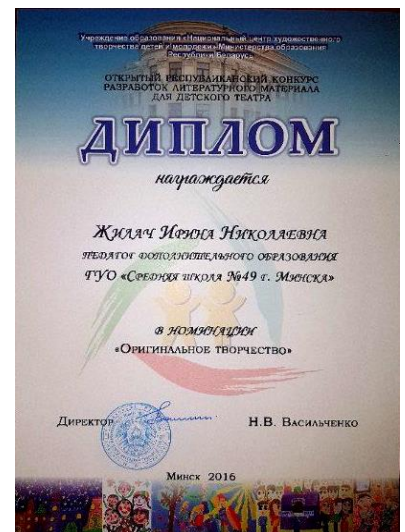 Учреждение образования «Национальный центр художественного
творчества детей и молодежи» Министерства образования
Республики Беларусь
ОТКРЫТЫЙ РЕСПУБЛИКАНСКИЙ КОНКУРС
РАЗРАБОТОК ЛИТЕРАТУРНОГО МАТЕРИАЛА
ДЛЯ ДЕТСКОГО ТЕАТРА
ДИПЛОМ
награждается
Жилач Ирина Николаевна
педагог дополнительного образования
ГУО «Средняя школа №49 г. Минска»
в номинации
«Оригинальное творчество»
Директор Н.В. Васильченко
Минск 2016